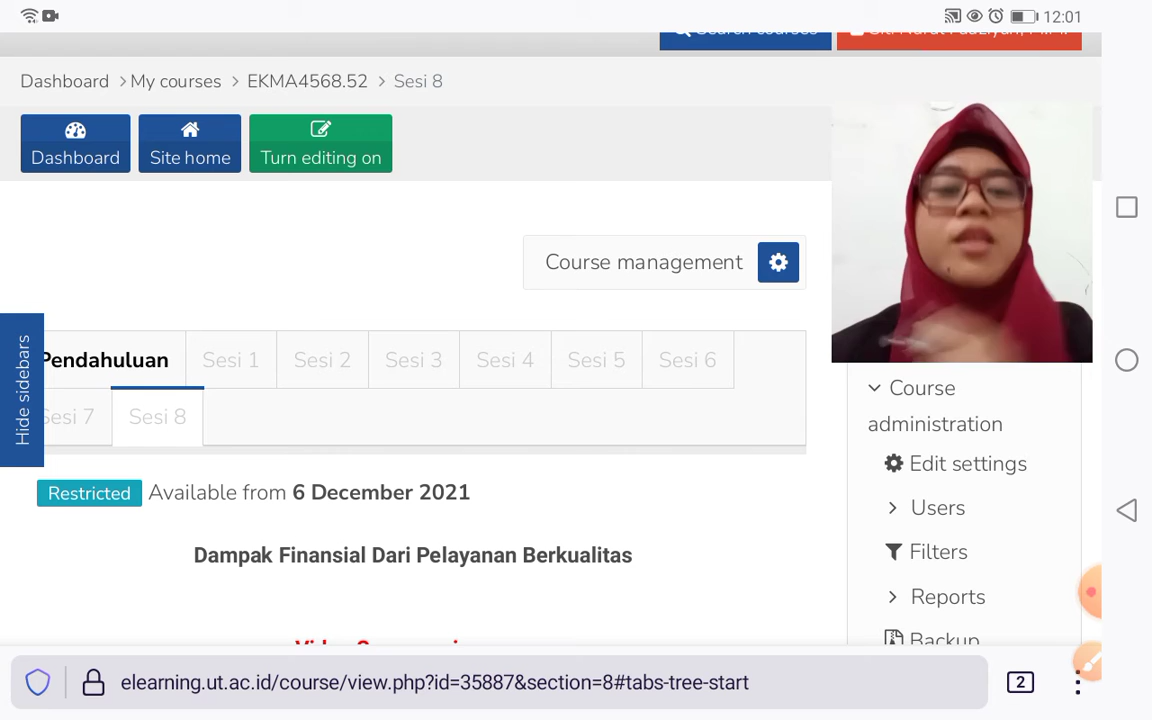 12:01
Search courses
Dashboard > My courses > EKMA4568.52 > Sesi 8
Dashboard
Site home
Turn editing on
Course management
Hide sidebars
Pendahuluan
Sesi 1
Sesi 2
Sesi 3
Sesi 4
Sesi 5
Sesi 6
Sesi 7
Sesi 8
Restricted Available from 6 December 2021
Dampak Finansial Dari Pelayanan Berkualitas
Course
administration
Edit settings
Users
Filters
Reports
Backup
elearning.ut.ac.id/course/view.php?id=35887&section=8#tabs-tree-start
2